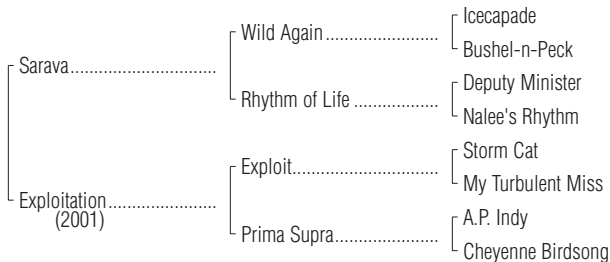 Icecapade
Wild Again
Bushel-n-Peck
Sarava
Deputy Minister
Rhythm of Life
Nalee's Rhythm
Storm Cat
Exploit
My Turbulent Miss
Exploitation
(2001)
A.P. Indy
Prima Supra
Cheyenne Birdsong